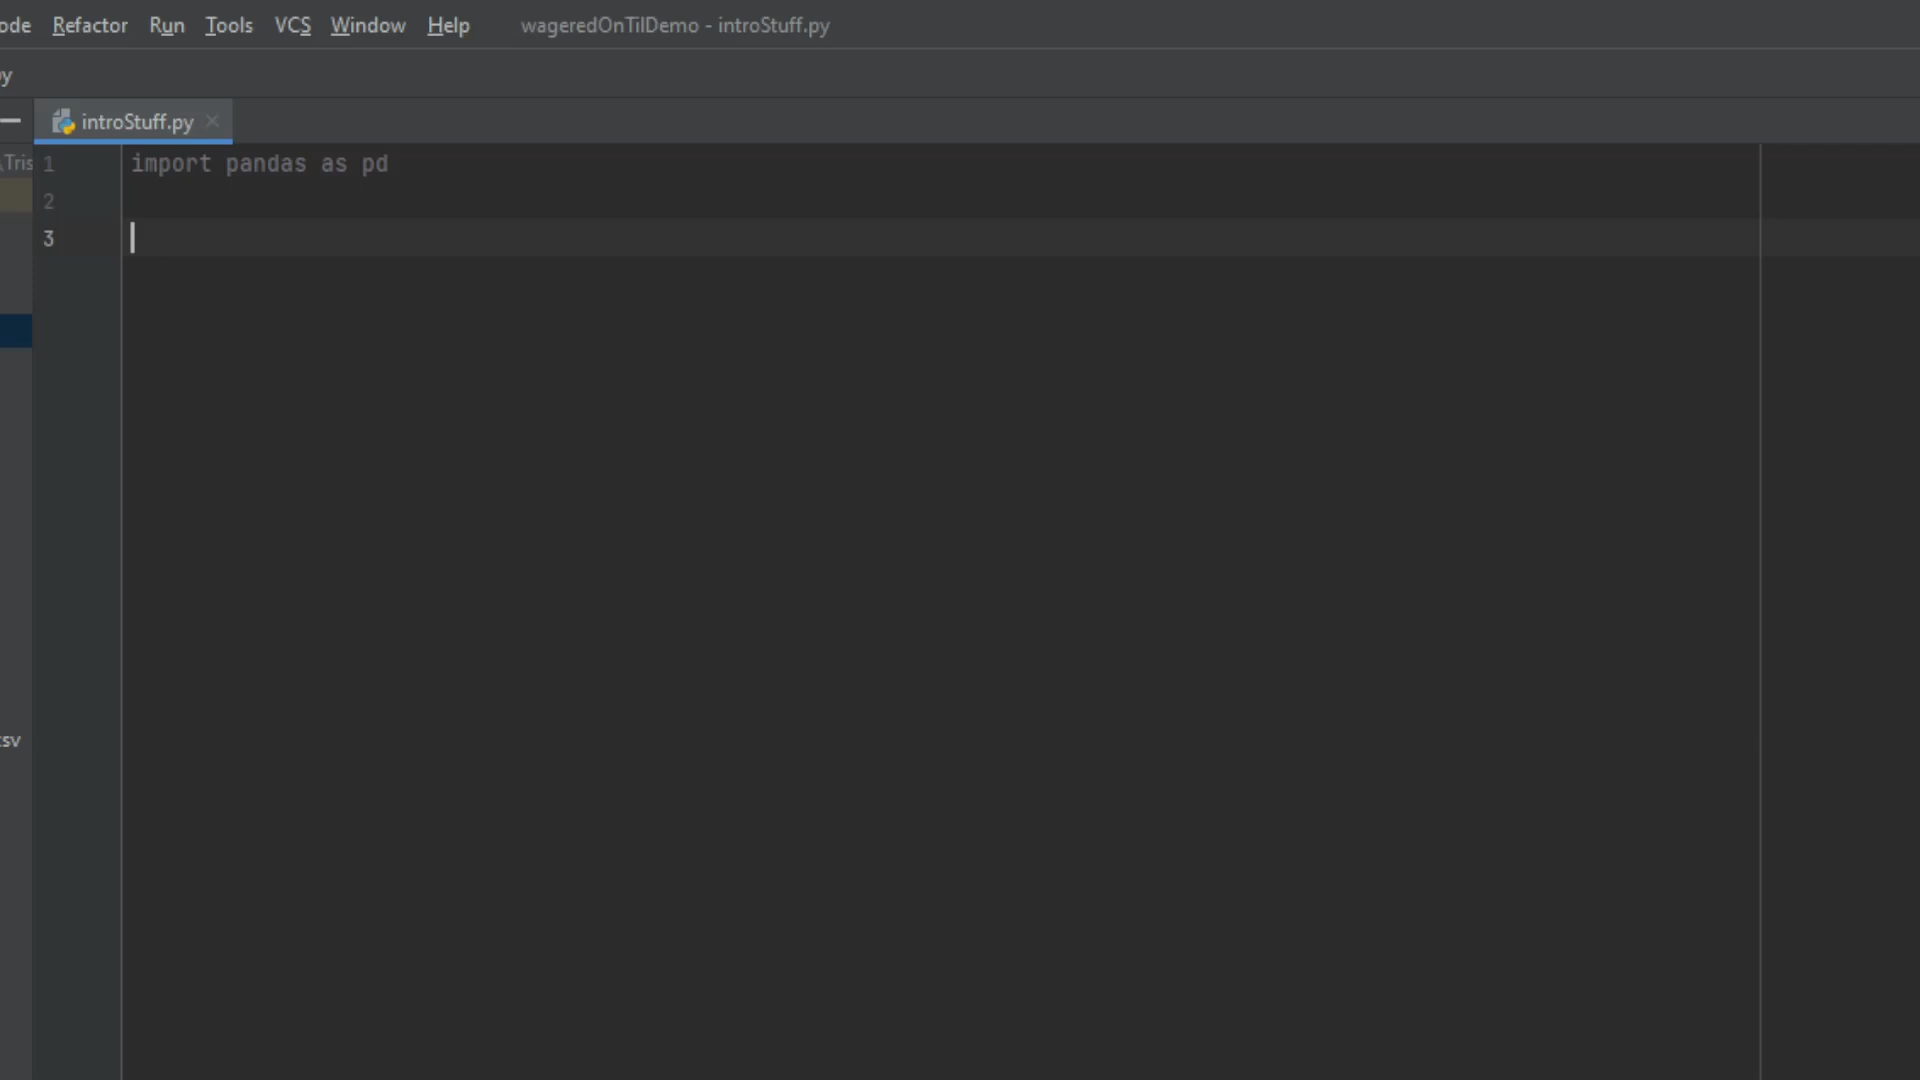 ode Refactor Run Tools VCS Window Help wageredOnTilDemo - introStuff.py
y
introStuff.py
\Tris 1 import pandas as pd
2
3
sv